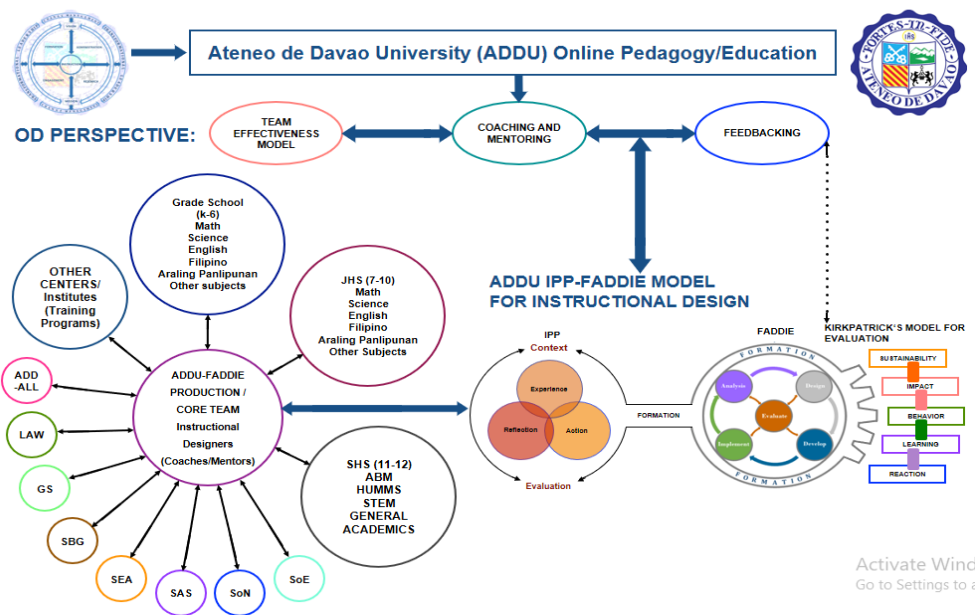 Ateneo de Davao University (ADDU) Online Pedagogy/Education
FORTES·IN·FIDE
IHS
ATENEO DE DAVAO
OD PERSPECTIVE:
TEAM
EFFECTIVENESS
MODEL
COACHING AND
MENTORING
FEEDBACKING
Grade School
(k-6)
Math
Science
English
Filipino
Araling Panlipunan
Other subjects
OTHER
CENTERS/
Institutes
(Training
Programs)
JHS (7-10)
Math
Science
English
Filipino
Araling Panlipunan
Other Subjects
ADDU IPP-FADDIE MODEL
FOR INSTRUCTIONAL DESIGN
ADD
-ALL
LAW
GS
SBG
SEA
SAS
SoN
SoE
ADDU-FADDIE
PRODUCTION /
CORE TEAM
Instructional
Designers
(Coaches/Mentors)
SHS (11-12)
ABM
HUMMS
STEM
GENERAL
ACADEMICS
IPP
Context
Experience
Reflection
Action
Evaluation
FORMATION
FADDIE
FORMATION
Analysis
Design
Evaluate
Implement
Develop
FORMATION
KIRKPATRICK'S MODEL FOR
EVALUATION
SUSTAINABILITY
IMPACT
BEHAVIOR
LEARNING
REACTION
Activate Wind
Go to Settings to a